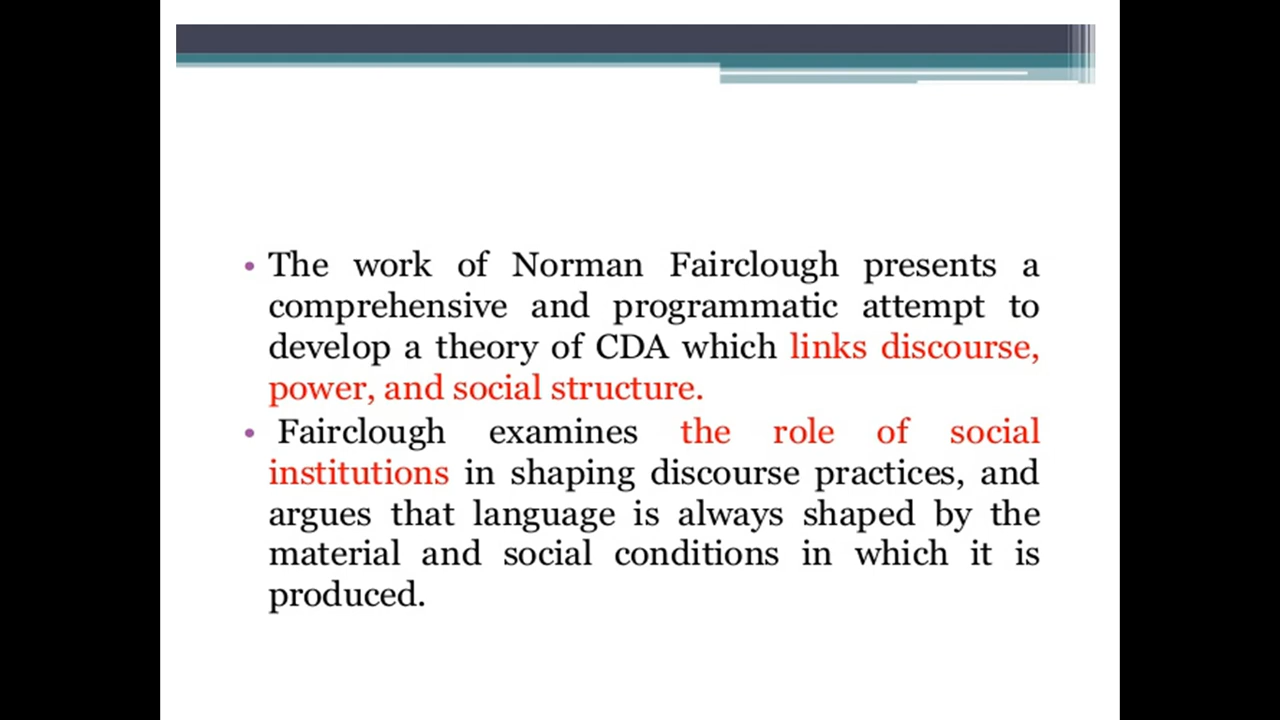 • The work of Norman Fairclough presents a
comprehensive and programmatic attempt to
develop a theory of CDA which links discourse,
power, and social structure.
• Fairclough examines the role of social
institutions in shaping discourse practices, and
argues that language is always shaped by the
material and social conditions in which it is
produced.